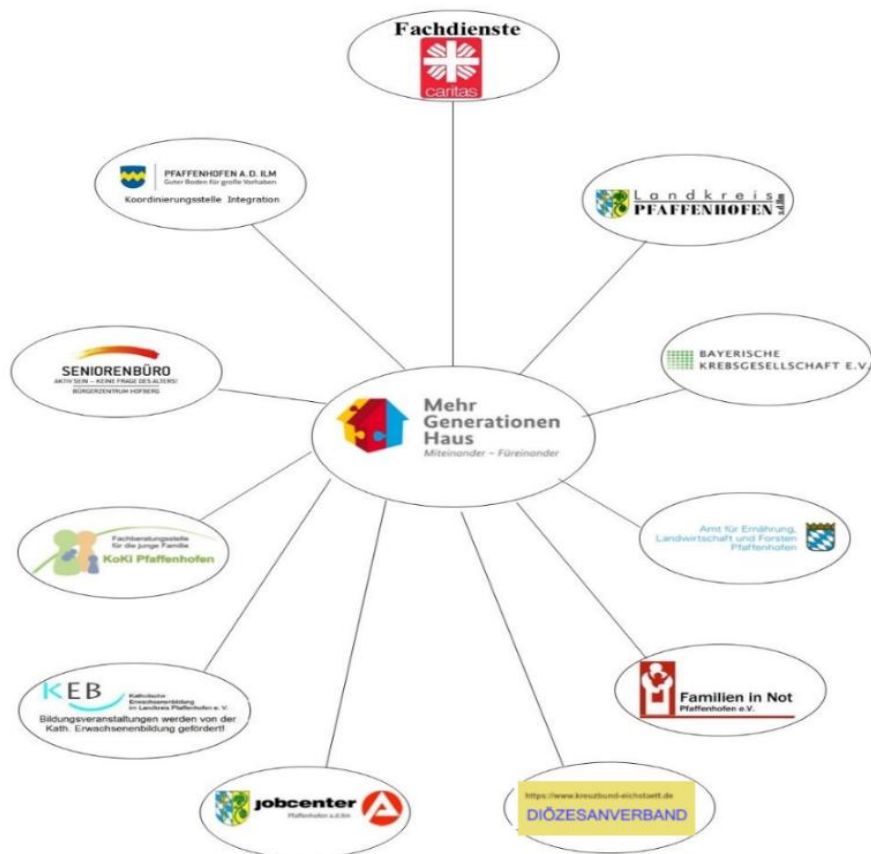 Fachdienste
caritas
PFAFFENHOFEN A.D. ILM
Guter Boden für große Vorhaben
Koordinierungsstelle Integration
Landkreis
PFAFFENHOFEN
a.d.Ilm
SENIORENBÜRO
AKTIV SEIN – KEINE FRAGE DES ALTERS!
BÜRGERZENTRUM HOFBERG
BAYERISCHE
KREBSGESELLSCHAFT E.V.
Mehr
Generationen
Haus
Miteinander – Füreinander
Fachberatungsstelle
für die junge Familie
KoKi Pfaffenhofen
Amt für Ernährung,
Landwirtschaft und Forsten
Pfaffenhofen
KEB
Katholische
Erwachsenenbildung
im Landkreis Pfaffenhofen e. V.
Bildungsveranstaltungen werden von der
Kath. Erwachsenenbildung gefördert!
Familien in Not
Pfaffenhofen e.V.
jobcenter
Pfaffenhofen a.d.Ilm
https://www.kreuzbund-eichstaett.de
DIÖZESANVERBAND